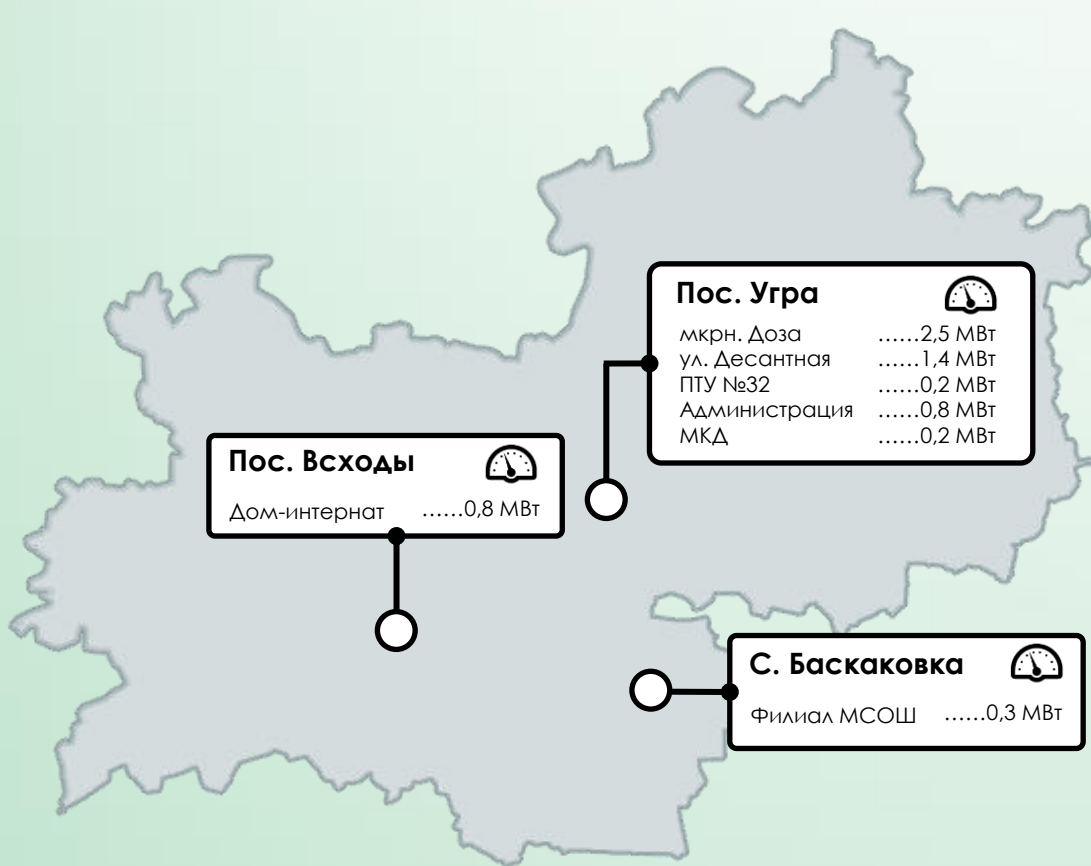 Пос. Угра
мкрн. Доза ......2,5 МВт
ул. Десантная ......1,4 МВт
ПТУ №32 ......0,2 МВт
Администрация ......0,8 МВт
МКД ......0,2 МВт
Пос. Всходы
Дом-интернат ......0,8 МВт
С. Баскаковка
Филиал МСОШ ......0,3 МВт